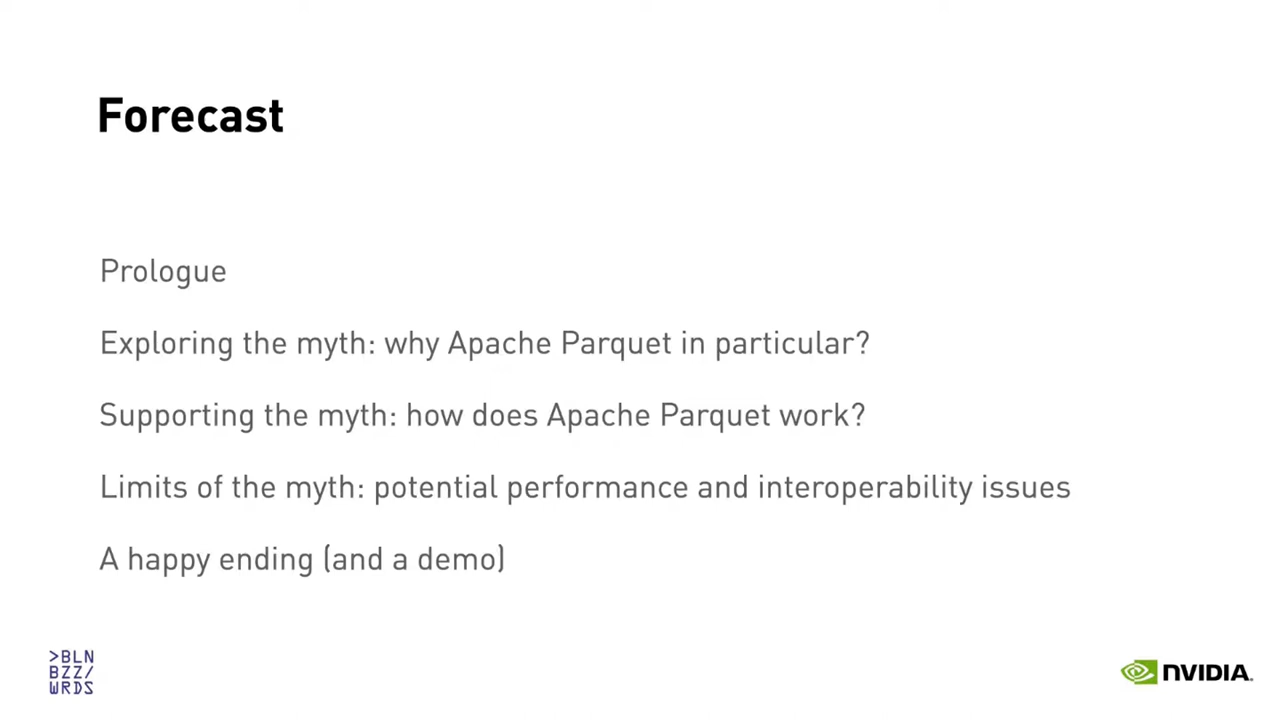 Forecast
Prologue
Exploring the myth: why Apache Parquet in particular?
Supporting the myth: how does Apache Parquet work?
Limits of the myth: potential performance and interoperability issues
A happy ending (and a demo)
>BLN
BZZ/
WRDS
NVIDIA.